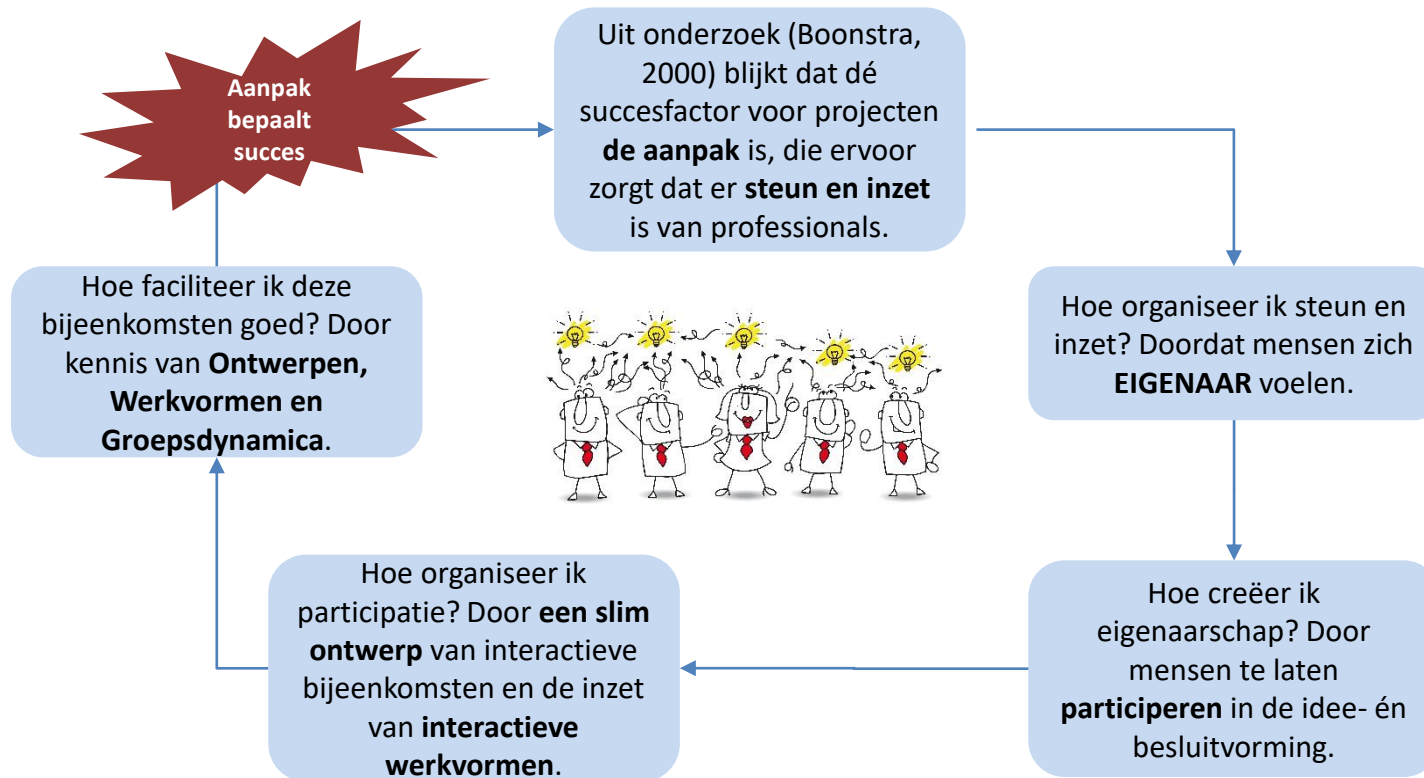 Aanpak
bepaalt
succes
Uit onderzoek (Boonstra,
2000) blijkt dat dé
succesfactor voor projecten
de aanpak is, die ervoor
zorgt dat er steun en inzet
is van professionals.
Hoe organiseer ik steun en
inzet? Doordat mensen zich
EIGENAAR voelen.
Hoe creëer ik
eigenaarschap? Door
mensen te laten
participeren in de idee- én
besluitvorming.
Hoe organiseer ik
participatie? Door een slim
ontwerp van interactieve
bijeenkomsten en de inzet
van interactieve
werkvormen.
Hoe faciliteer ik deze
bijeenkomsten goed? Door
kennis van Ontwerpen,
Werkvormen en
Groepsdynamica.